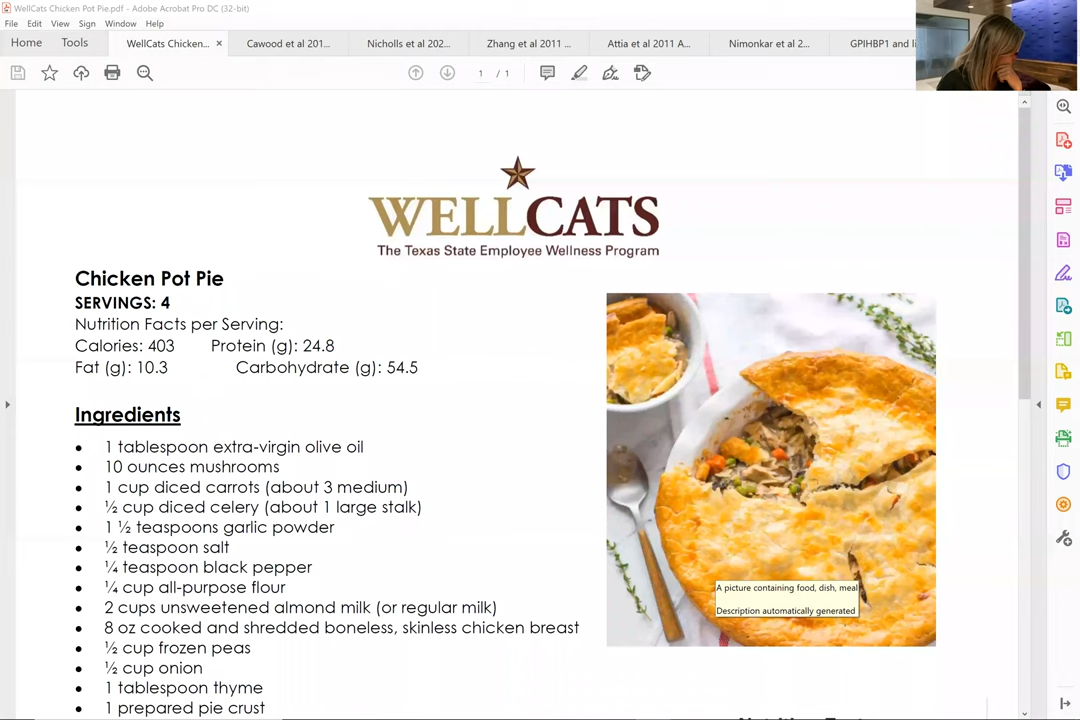 WellCats Chicken Pot Pie.pdf - Adobe Acrobat Pro DC (32-bit)
File Edit View Sign Window Help
Home Tools WellCats Chicken... × Cawood et al 201... Nicholls et al 202... Zhang et al 2011 ... Attia et al 2011 A... Nimonkar et al 2... GPIHBP1 and li
1 / 1
WELLCATS
The Texas State Employee Wellness Program
Chicken Pot Pie
SERVINGS: 4
Nutrition Facts per Serving:
Calories: 403 Protein (g): 24.8
Fat (g): 10.3 Carbohydrate (g): 54.5
Ingredients
• 1 tablespoon extra-virgin olive oil
• 10 ounces mushrooms
• 1 cup diced carrots (about 3 medium)
• ½ cup diced celery (about 1 large stalk)
• 1 ½ teaspoons garlic powder
• ½ teaspoon salt
• ¼ teaspoon black pepper
• ¼ cup all-purpose flour
• 2 cups unsweetened almond milk (or regular milk)
• 8 oz cooked and shredded boneless, skinless chicken breast
• ½ cup frozen peas
• ½ cup onion
• 1 tablespoon thyme
• 1 prepared pie crust
A picture containing food, dish, meal
Description automatically generated